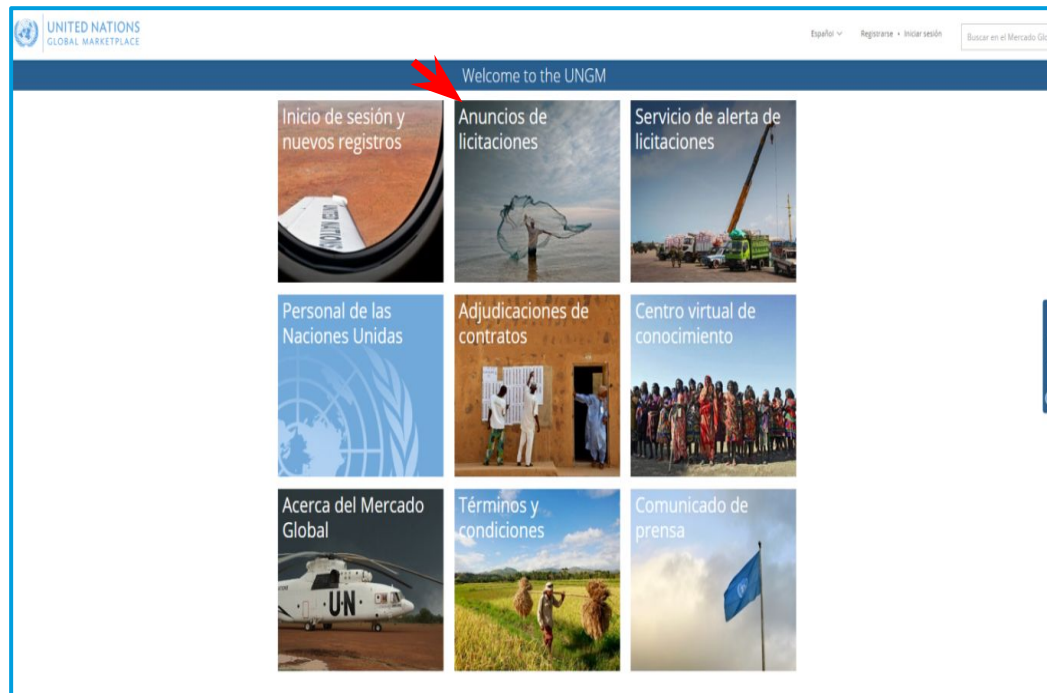 UNITED NATIONS
GLOBAL MARKETPLACE
Español
Registrarse • Iniciar sesión
Buscar en el Mercado Glo
Welcome to the UNGM
Inicio de sesión y
nuevos registros
Anuncios de
licitaciones
Servicio de alerta de
licitaciones
Personal de las
Naciones Unidas
Adjudicaciones de
contratos
Centro virtual de
conocimiento
Acerca del Mercado
Global
UN
Términos y
condiciones
Comunicado de
prensa